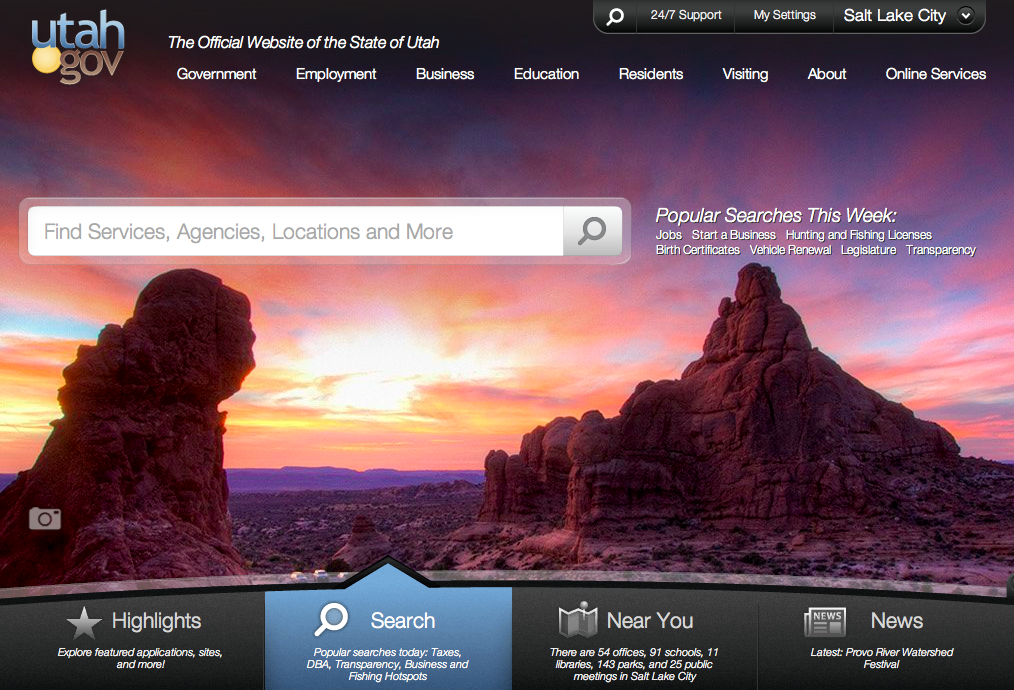 utah
gov
24/7 Support
My Settings
Salt Lake City
The Official Website of the State of Utah
Government
Employment
Business
Education
Residents
Visiting
About
Online Services
Find Services, Agencies, Locations and More
Popular Searches This Week:
Jobs Start a Business Hunting and Fishing Licenses
Birth Certificates Vehicle Renewal Legislature Transparency
Highlights
Explore featured applications, sites,
and more!
Search
Popular searches today: Taxes,
DBA, Transparency, Business and
Fishing Hotspots
Near You
There are 54 offices, 91 schools, 11
libraries, 143 parks, and 25 public
meetings in Salt Lake City
NEWS
News
Latest: Provo River Watershed
Festival